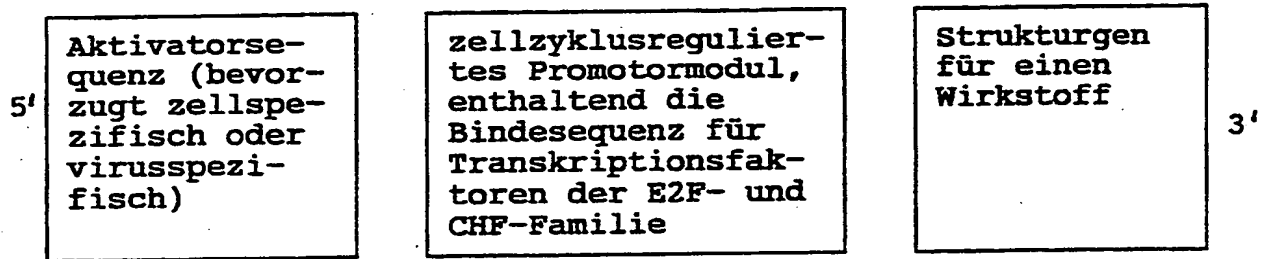 5'
Aktivatorse-
quenz (bevor-
zugt zellspe-
zifisch oder
virusspezi-
fisch)
zellzyklusregulier-
tes Promotormodul,
enthaltend die
Bindesequenz für
Transkriptionsfak-
toren der E2F- und
CHF-Familie
Strukturgen
für einen
Wirkstoff
3'